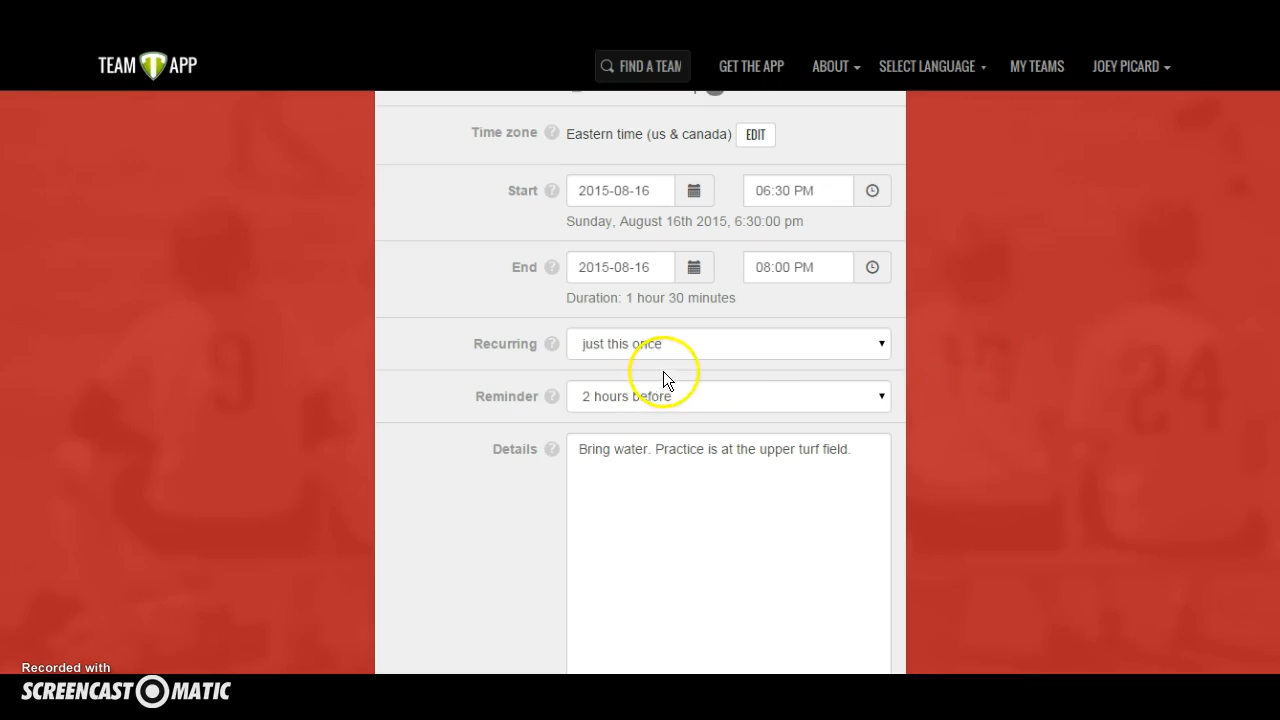 TEAM T APP
FIND A TEAM
GET THE APP
ABOUT
SELECT LANGUAGE
MY TEAMS
JOEY PICARD
Time zone ? Eastern time (us & canada) EDIT
Start ? 2015-08-16 06:30 PM
Sunday, August 16th 2015, 6:30:00 pm
End ? 2015-08-16 08:00 PM
Duration: 1 hour 30 minutes
Recurring ? just this once
Reminder ? 2 hours before
Details ? Bring water. Practice is at the upper turf field.
Recorded with
SCREENCAST-O-MATIC